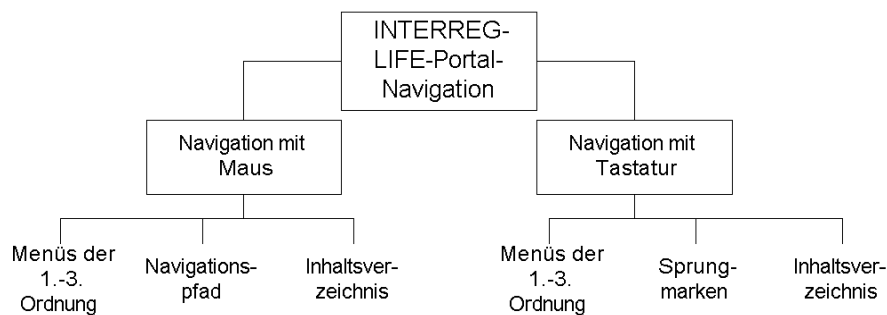 INTERREG-
LIFE-Portal-
Navigation
Navigation mit
Maus
Navigation mit
Tastatur
Menüs der
1.-3.
Ordnung
Navigations-
pfad
Inhaltsver-
zeichnis
Menüs der
1.-3.
Ordnung
Sprung-
marken
Inhaltsver-
zeichnis